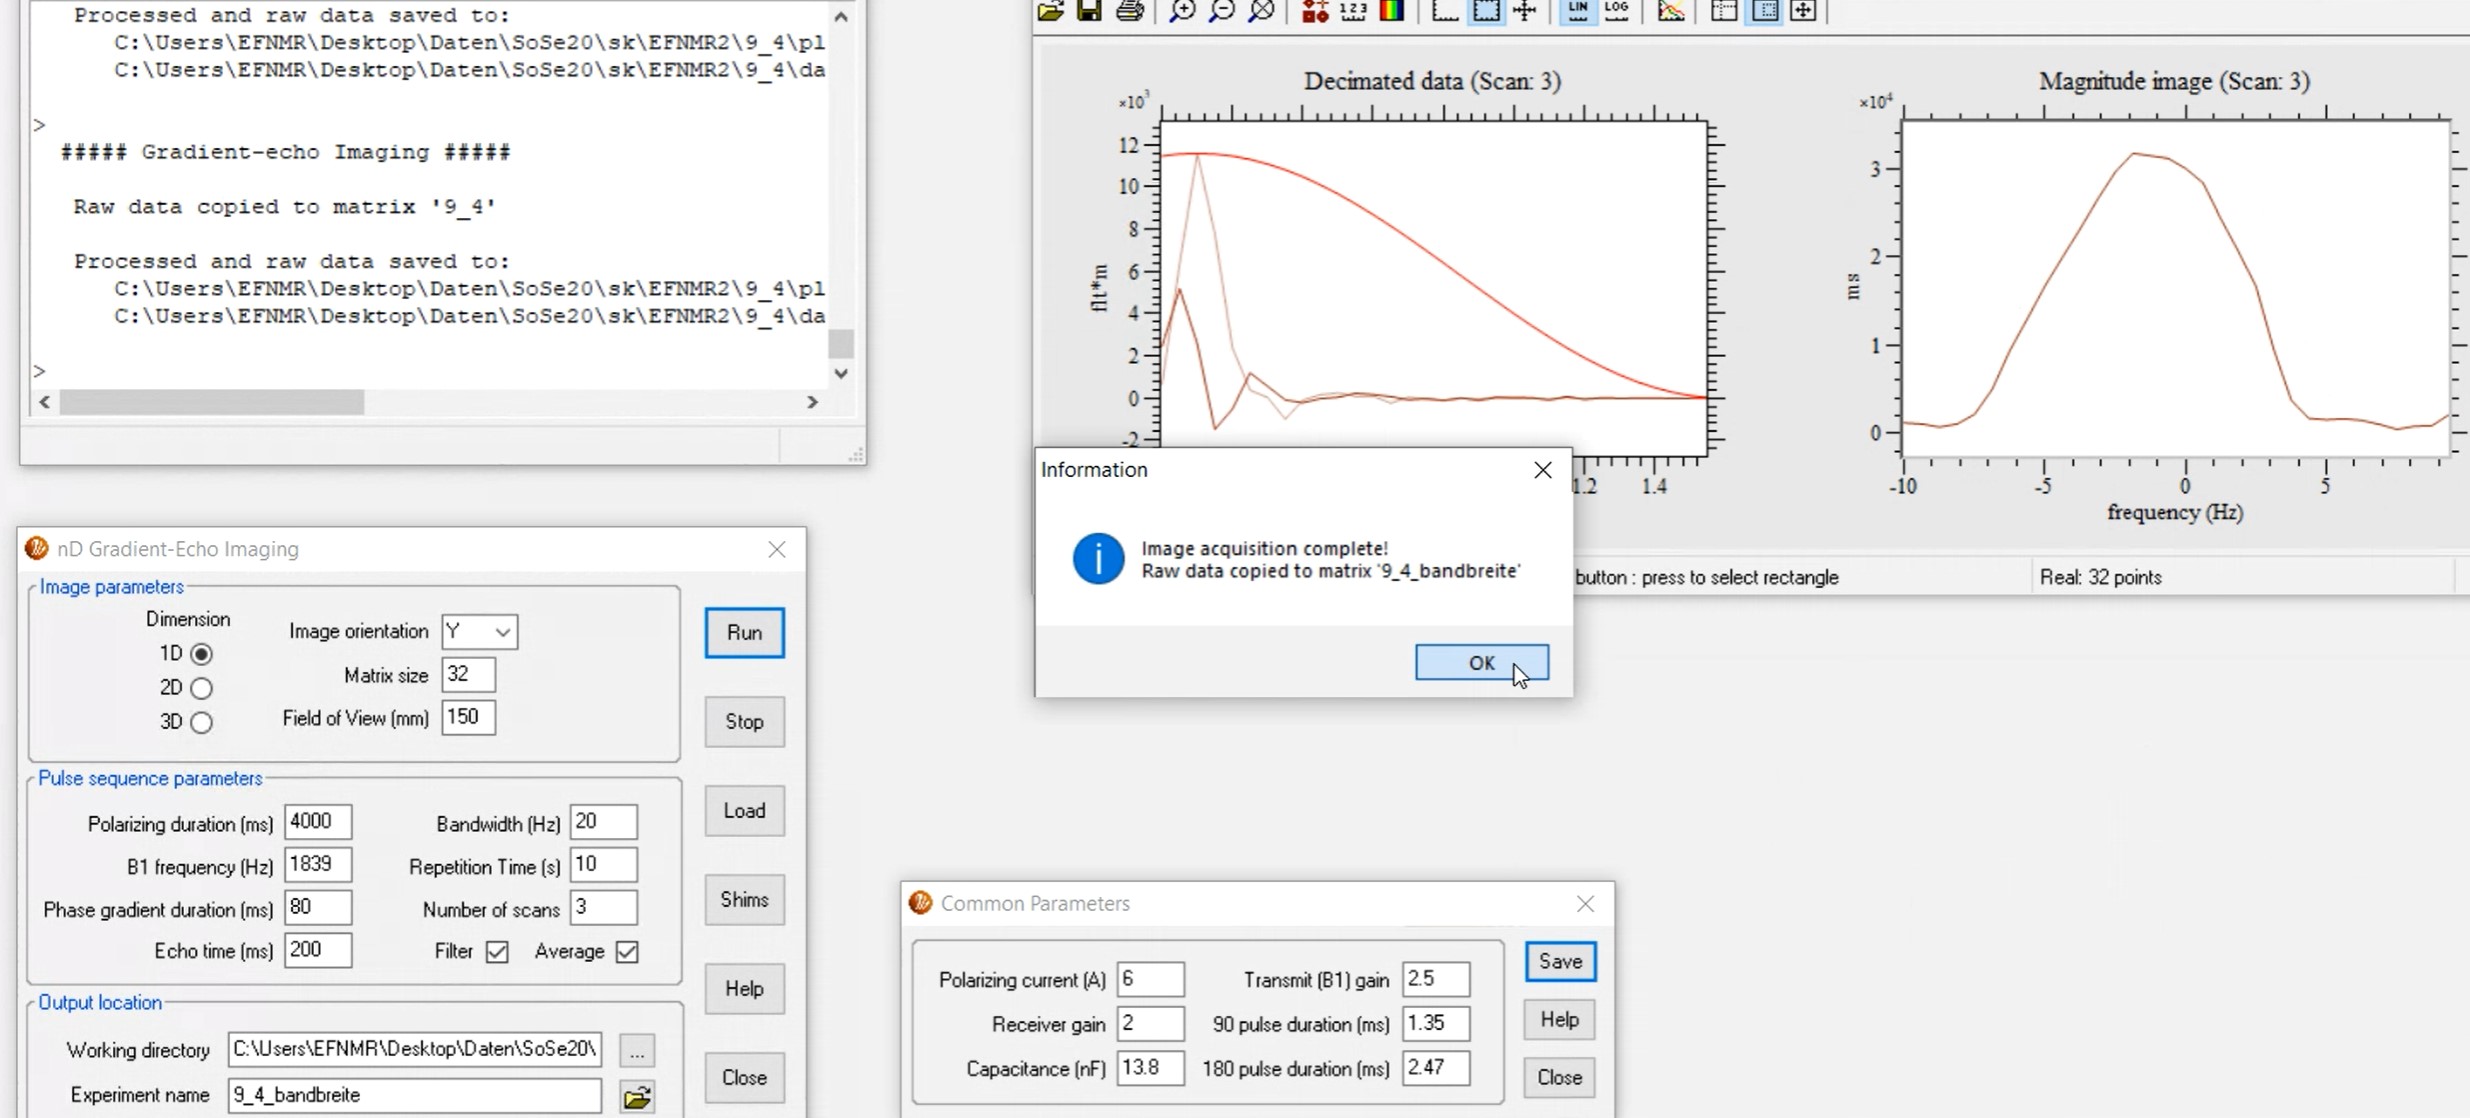 Processed and raw data saved to:
C:\Users\EFNMR\Desktop\Daten\SoSe20\sk\EFNMR2\9_4\pl
C:\Users\EFNMR\Desktop\Daten\SoSe20\sk\EFNMR2\9_4\da
>
##### Gradient-echo Imaging #####
Raw data copied to matrix '9_4'
Processed and raw data saved to:
C:\Users\EFNMR\Desktop\Daten\SoSe20\sk\EFNMR2\9_4\pl
C:\Users\EFNMR\Desktop\Daten\SoSe20\sk\EFNMR2\9_4\da
>
1 2 3
LIN
LOG
Decimated data (Scan: 3)
×10³
12
10
8
6
4
2
0
-2
flt*m
1.2 1.4
Magnitude image (Scan: 3)
×10⁴
3
2
1
0
ms
-10 -5 0 5
frequency (Hz)
button : press to select rectangle
Real: 32 points
Information
Image acquisition complete!
Raw data copied to matrix '9_4_bandbreite'
OK
nD Gradient-Echo Imaging
Image parameters
Dimension
1D
2D
3D
Image orientation Y
Matrix size 32
Field of View (mm) 150
Run
Stop
Load
Shims
Help
Close
Pulse sequence parameters
Polarizing duration (ms) 4000
Bandwidth (Hz) 20
B1 frequency (Hz) 1839
Repetition Time (s) 10
Phase gradient duration (ms) 80
Number of scans 3
Echo time (ms) 200
Filter
Average
Output location
Working directory C:\Users\EFNMR\Desktop\Daten\SoSe20\
...
Experiment name 9_4_bandbreite
Common Parameters
Polarizing current (A) 6
Transmit (B1) gain 2.5
Receiver gain 2
90 pulse duration (ms) 1.35
Capacitance (nF) 13.8
180 pulse duration (ms) 2.47
Save
Help
Close